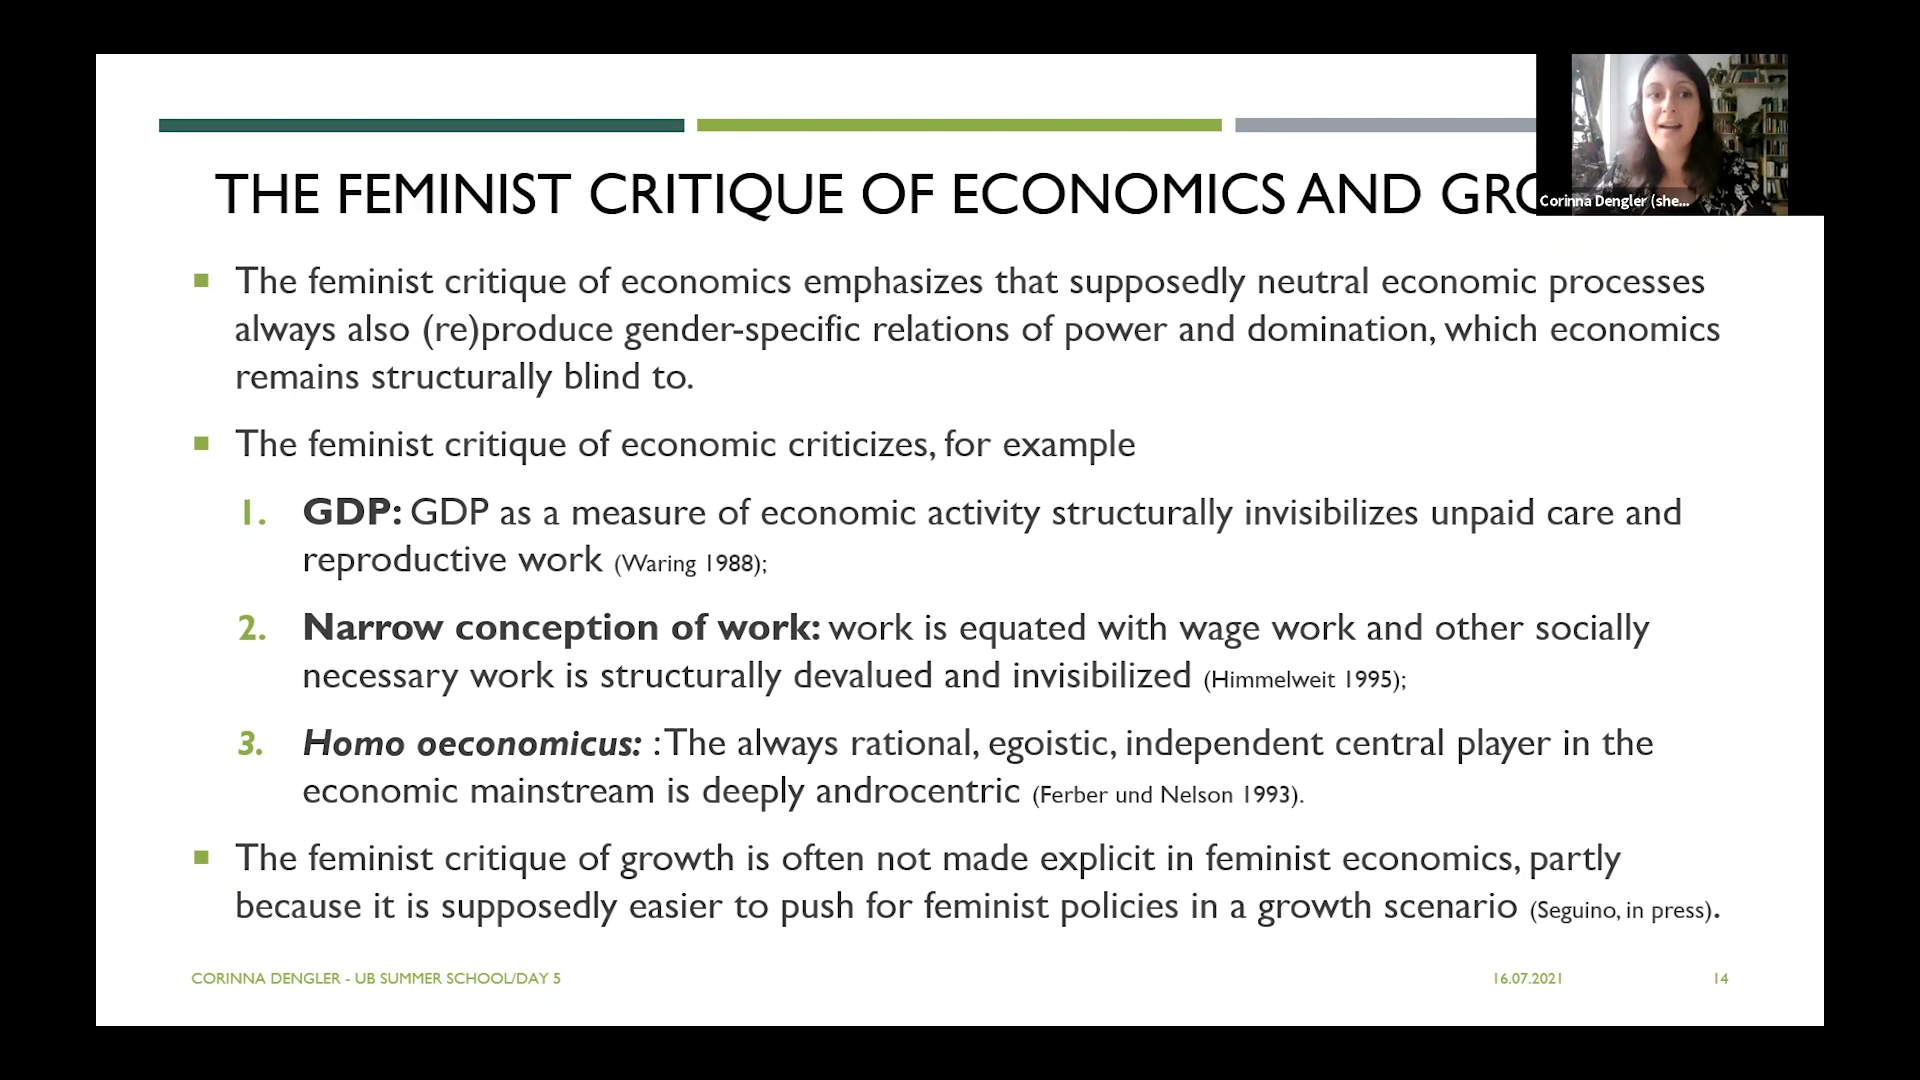 THE FEMINIST CRITIQUE OF ECONOMICS AND
Corinna Dengler (she...
The feminist critique of economics emphasizes that supposedly neutral economic processes
always also (re)produce gender-specific relations of power and domination, which economics
remains structurally blind to.
The feminist critique of economic criticizes, for example
1. GDP: GDP as a measure of economic activity structurally invisibilizes unpaid care and
reproductive work (Waring 1988);
2. Narrow conception of work: work is equated with wage work and other socially
necessary work is structurally devalued and invisibilized (Himmelweit 1995);
3. Homo oeconomicus: : The always rational, egoistic, independent central player in the
economic mainstream is deeply androcentric (Ferber und Nelson 1993).
The feminist critique of growth is often not made explicit in feminist economics, partly
because it is supposedly easier to push for feminist policies in a growth scenario (Seguino, in press).
CORINNA DENGLER - UB SUMMER SCHOOL/DAY 5
16.07.2021
14